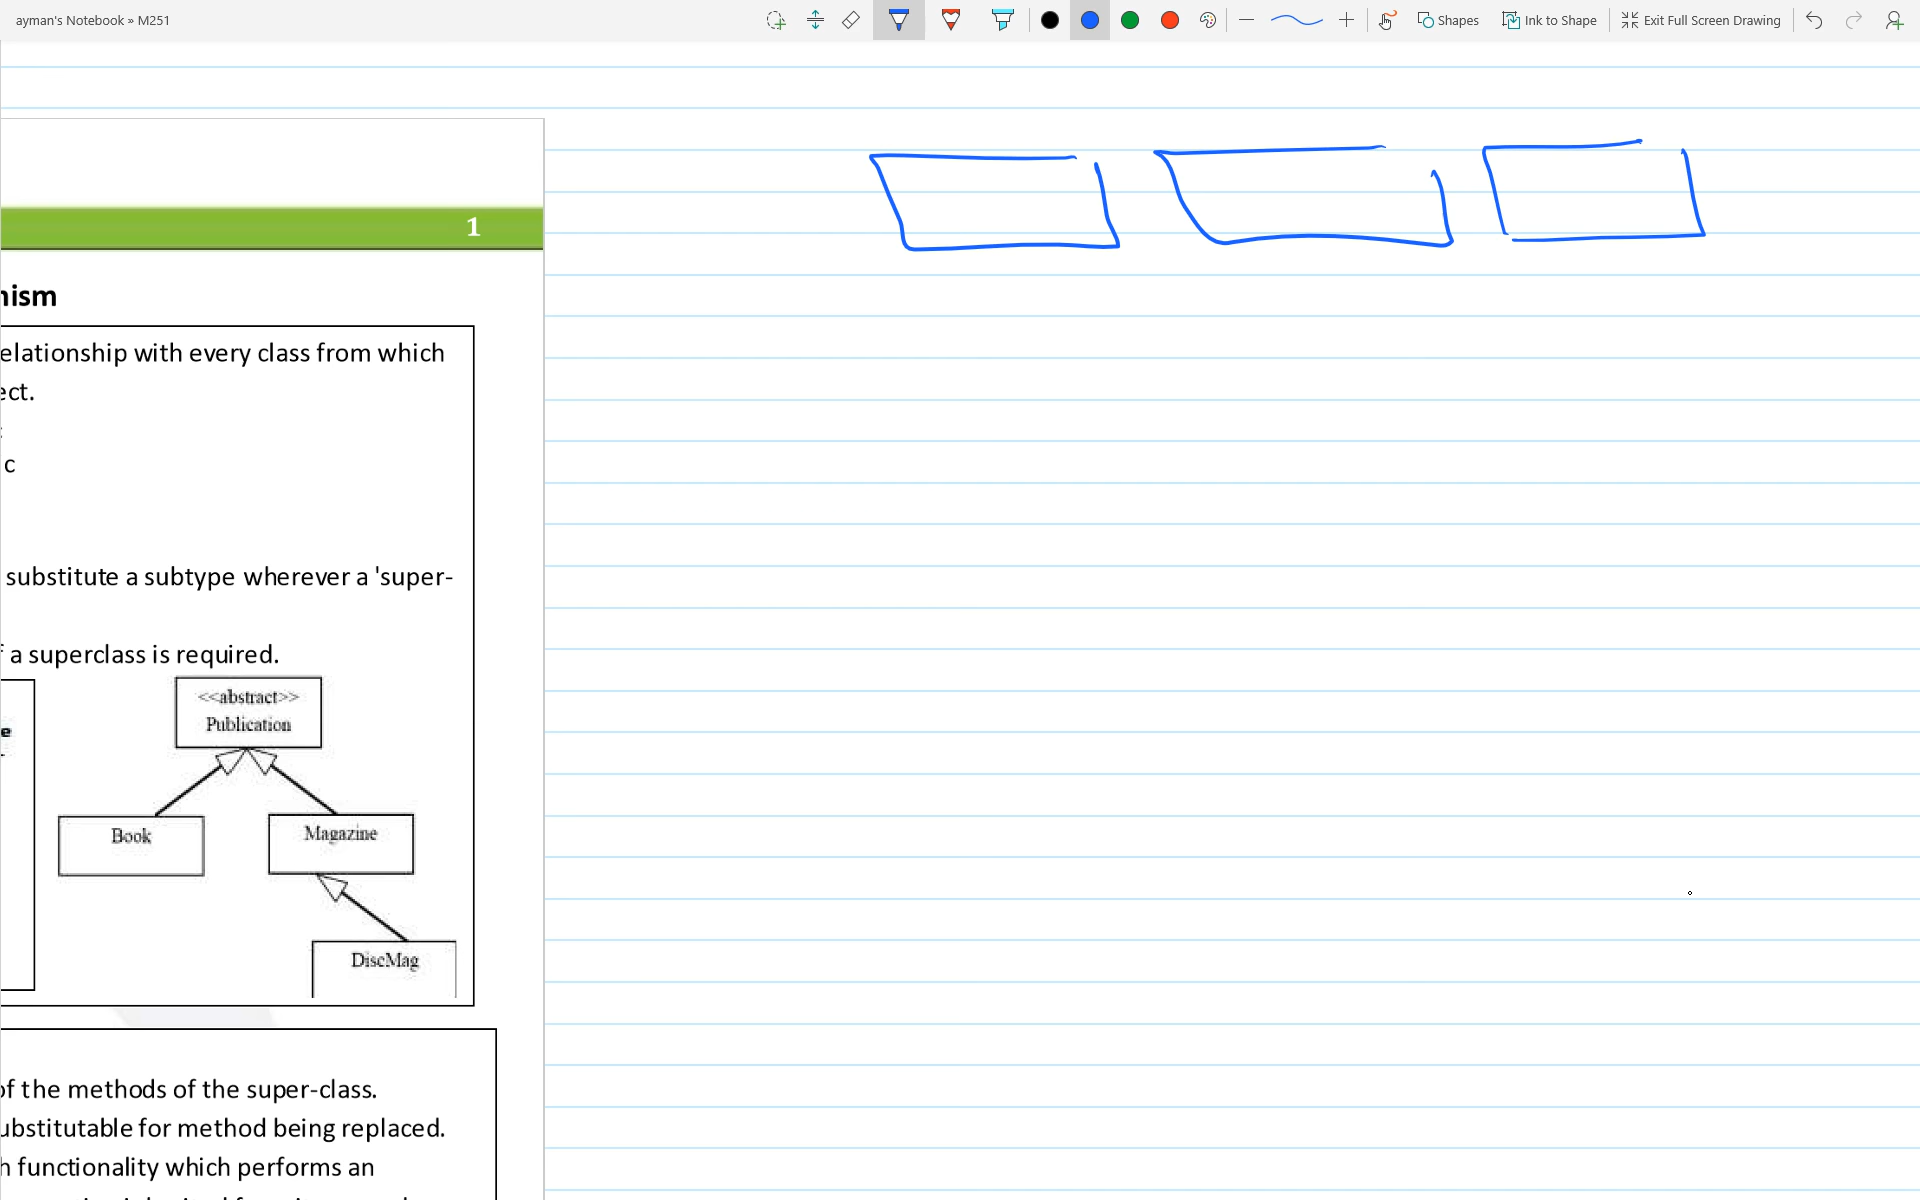 ayman's Notebook » M251
Shapes
Ink to Shape
Exit Full Screen Drawing
1
nism
elationship with every class from which
ect.
c
substitute a subtype wherever a 'super-
a superclass is required.
<<abstract>>
Publication
e
Book
Magazine
DiscMag
of the methods of the super-class.
ubstitutable for method being replaced.
h functionality which performs an